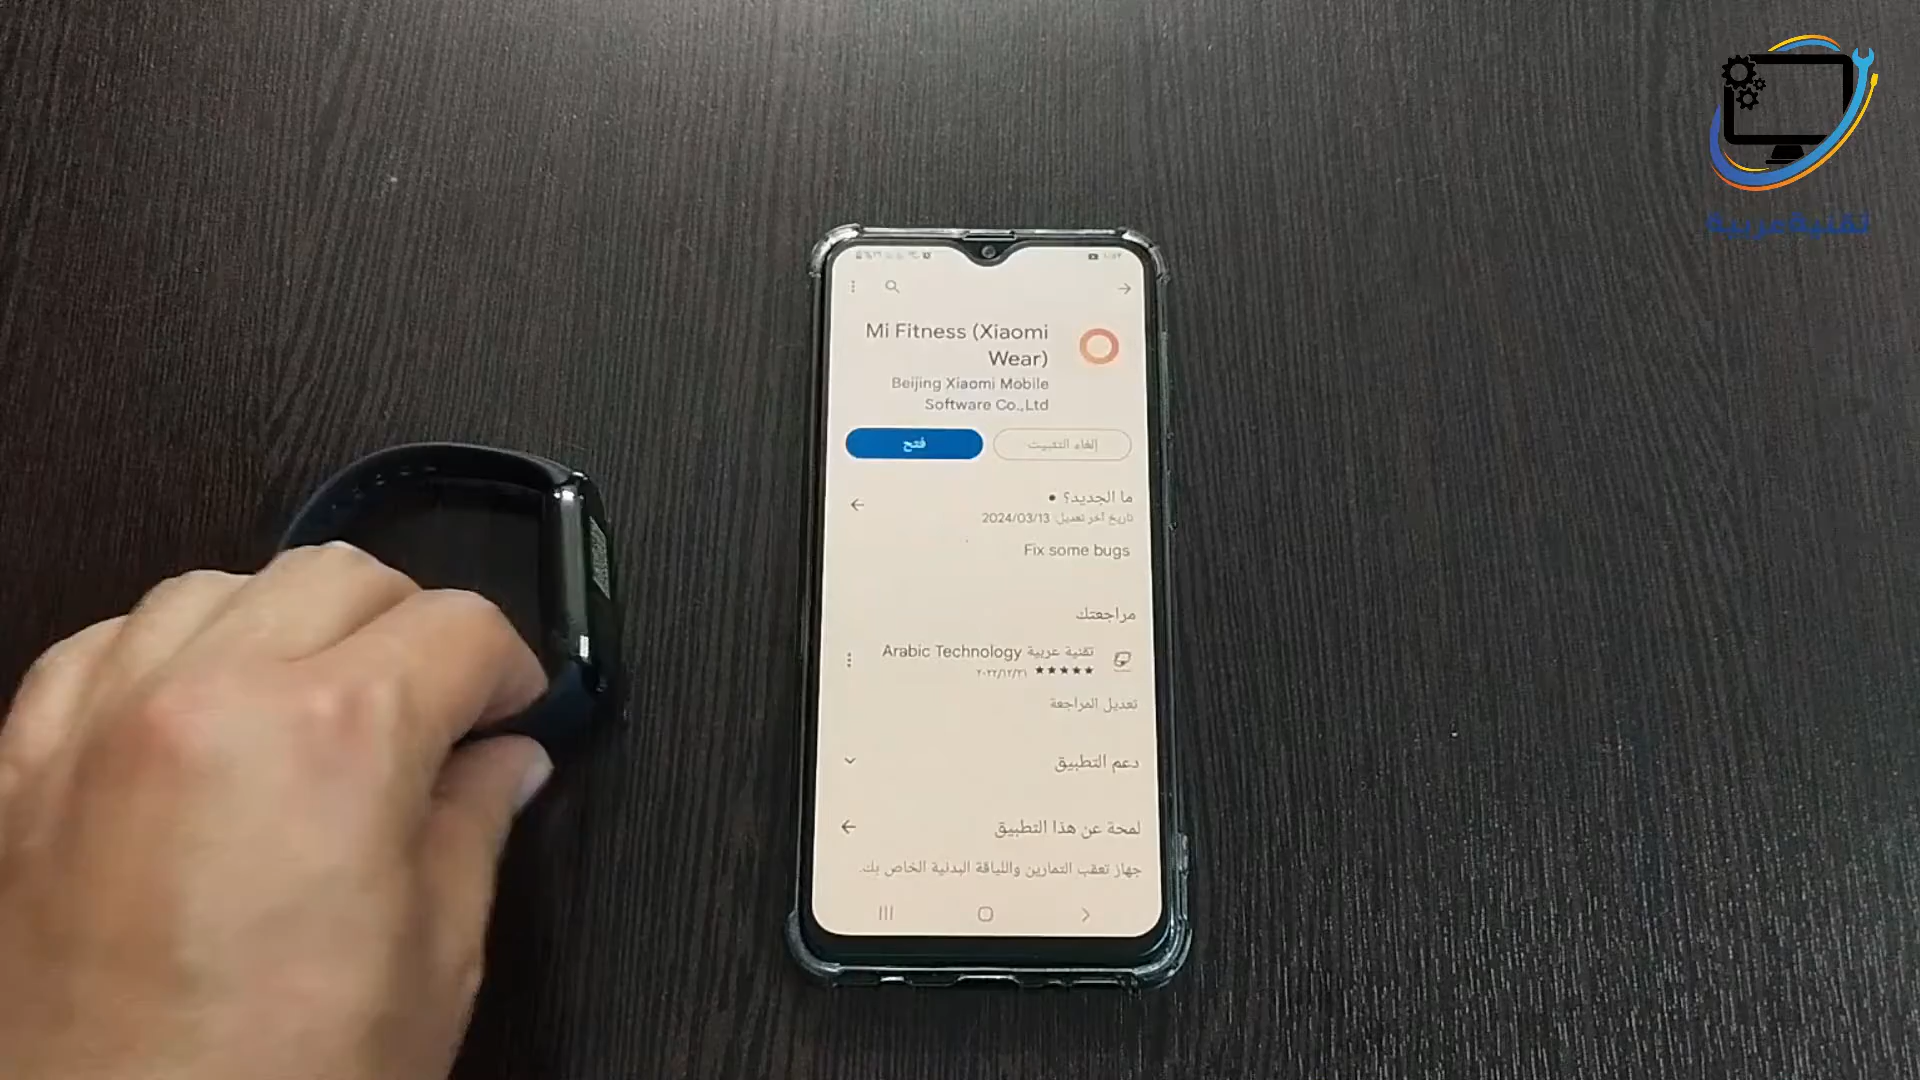 تقنية عربية
Mi Fitness (Xiaomi
Wear)
Beijing Xiaomi Mobile
Software Co.,Ltd
إلغاء التثبيت
فتح
ما الجديد؟
تاريخ آخر تعديل: 2024/03/13
Fix some bugs
مراجعتك
تقنية عربية Arabic Technology
تعديل المراجعة
دعم التطبيق
لمحة عن هذا التطبيق
جهاز تعقب التمارين واللياقة البدنية الخاص بك.